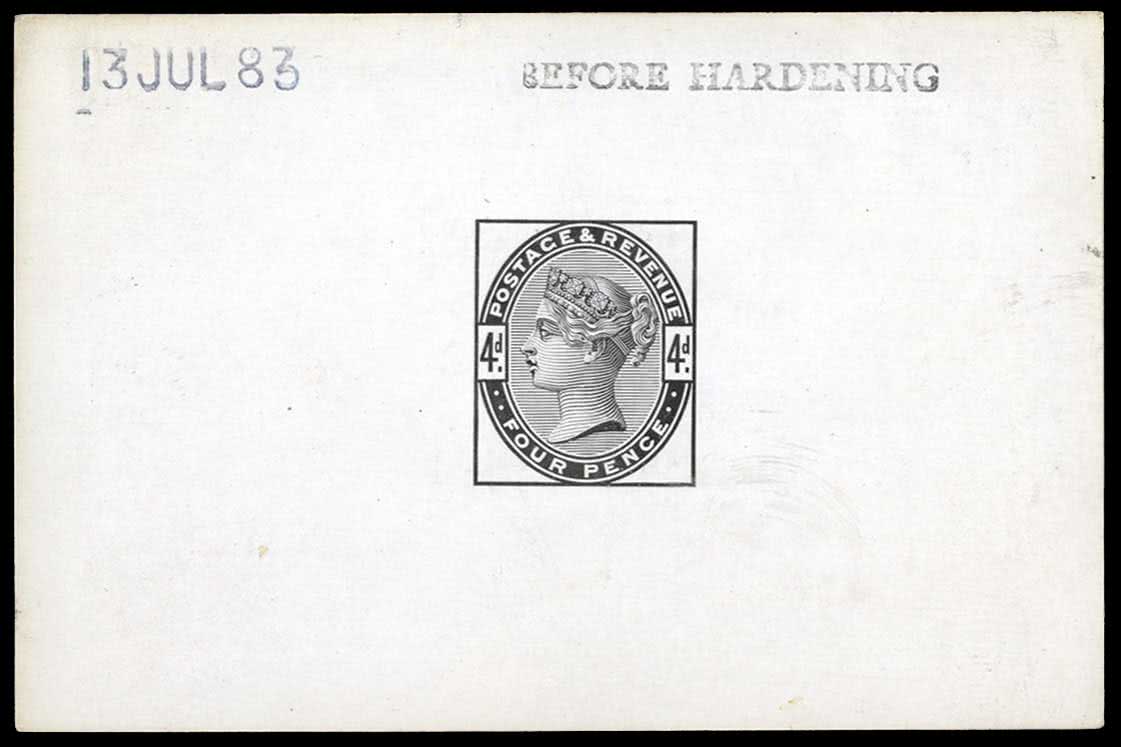 13 JUL 83
BEFORE HARDENING
POSTAGE & REVENUE
4d. 4d.
FOUR PENCE